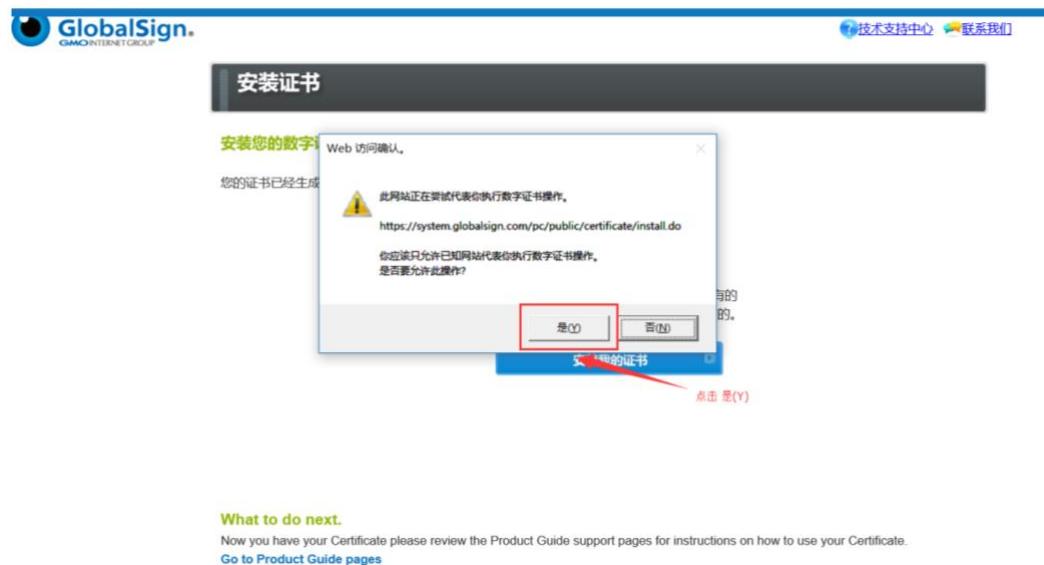 GlobalSign.
GMO INTERNET GROUP
技术支持中心 联系我们
安装证书
安装您的数字
Web 访问确认。
您的证书已经生成
此网站正在尝试代表你执行数字证书操作。
https://system.globalsign.com/pc/public/certificate/install.do
你应该只允许已知网站代表你执行数字证书操作。
是否要允许此操作?
有的
的。
是(Y) 否(N)
我的证书
点击 是(Y)
What to do next.
Now you have your Certificate please review the Product Guide support pages for instructions on how to use your Certificate.
Go to Product Guide pages